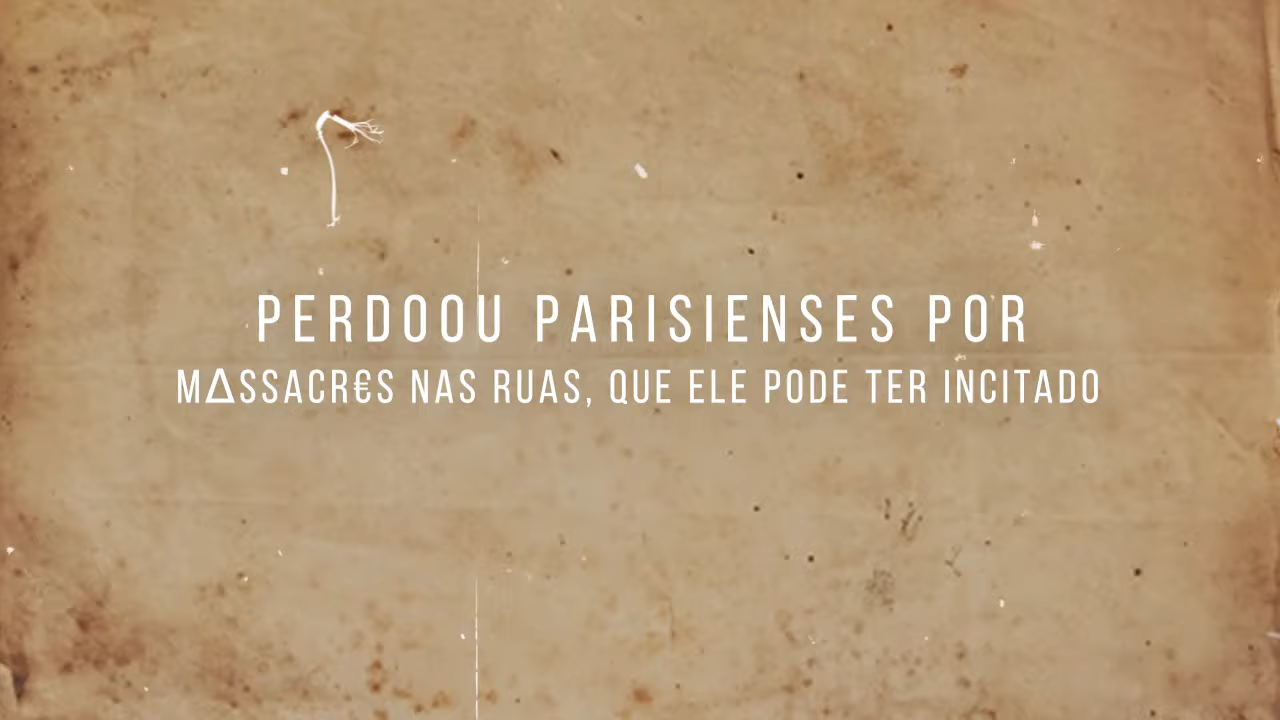 PERDOOU PARISIENSES POR
M∆SSACR€S NAS RUAS, QUE ELE PODE TER INCITADO